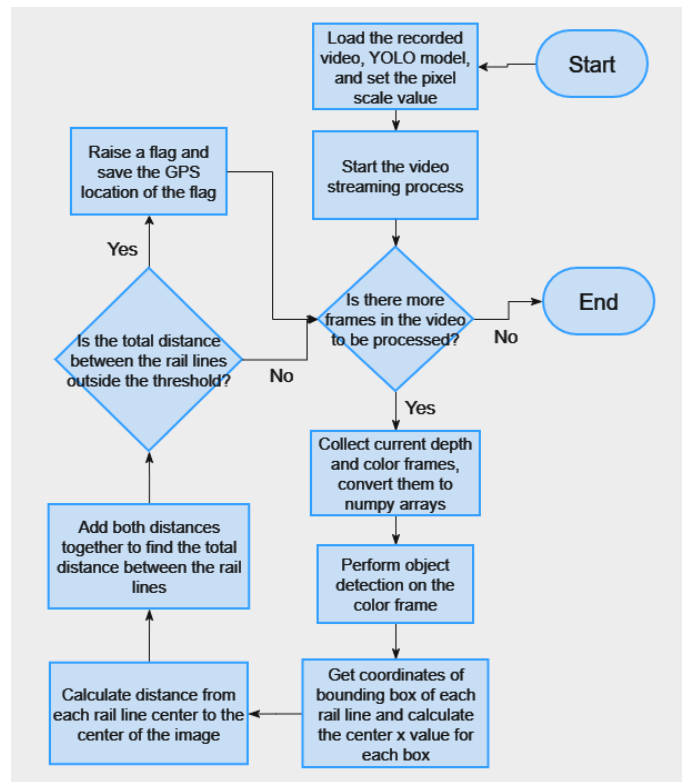 Start
Load the recorded
video, YOLO model,
and set the pixel
scale value
Start the video
streaming process
Is there more
frames in the video
to be processed?
No
End
Yes
Collect current depth
and color frames,
convert them to
numpy arrays
Perform object
detection on the
color frame
Get coordinates of
bounding box of each
rail line and calculate
the center x value for
each box
Calculate distance from
each rail line center to the
center of the image
Add both distances
together to find the total
distance between the rail
lines
Is the total distance
between the rail lines
outside the threshold?
No
Yes
Raise a flag and
save the GPS
location of the flag